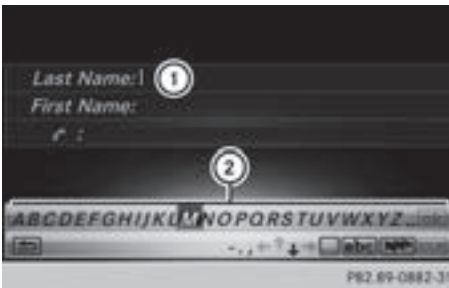 Last Name:
①
First Name:
:
②
ABCDEFGHIJKLMNOPQRSTUVWXYZ
- . , ← ↑ ↓ → abc
P82.89-0882-31